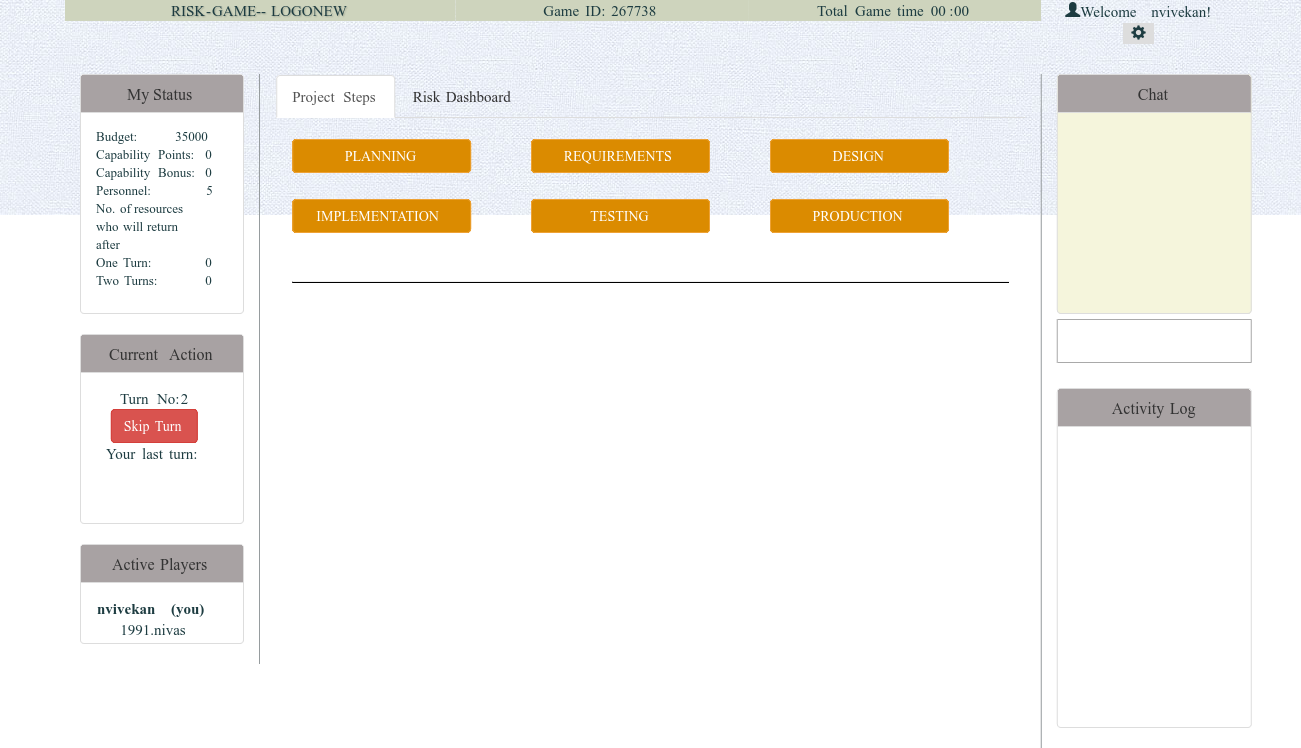 RISK-GAME-- LOGONEW
Game ID: 267738
Total Game time 00 :00
Welcome nvivekan!
My Status
Budget: 35000
Capability Points: 0
Capability Bonus: 0
Personnel: 5
No. of resources
who will return
after
One Turn: 0
Two Turns: 0
Current Action
Turn No:2
Skip Turn
Your last turn:
Active Players
nvivekan (you)
1991.nivas
Project Steps
Risk Dashboard
PLANNING
REQUIREMENTS
DESIGN
IMPLEMENTATION
TESTING
PRODUCTION
Chat
Activity Log